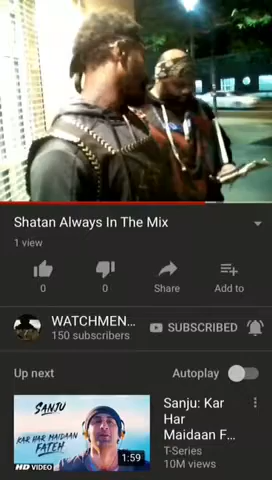 Shatan Always In The Mix
1 view
0
0
Share
Add to
WATCHMEN...
SUBSCRIBED
150 subscribers
Up next
Autoplay
SANJU
KAR HAR MAIDAAN
FATEH
HD VIDEO
1:59
Sanju: Kar
Har
Maidaan F...
T-Series
10M views